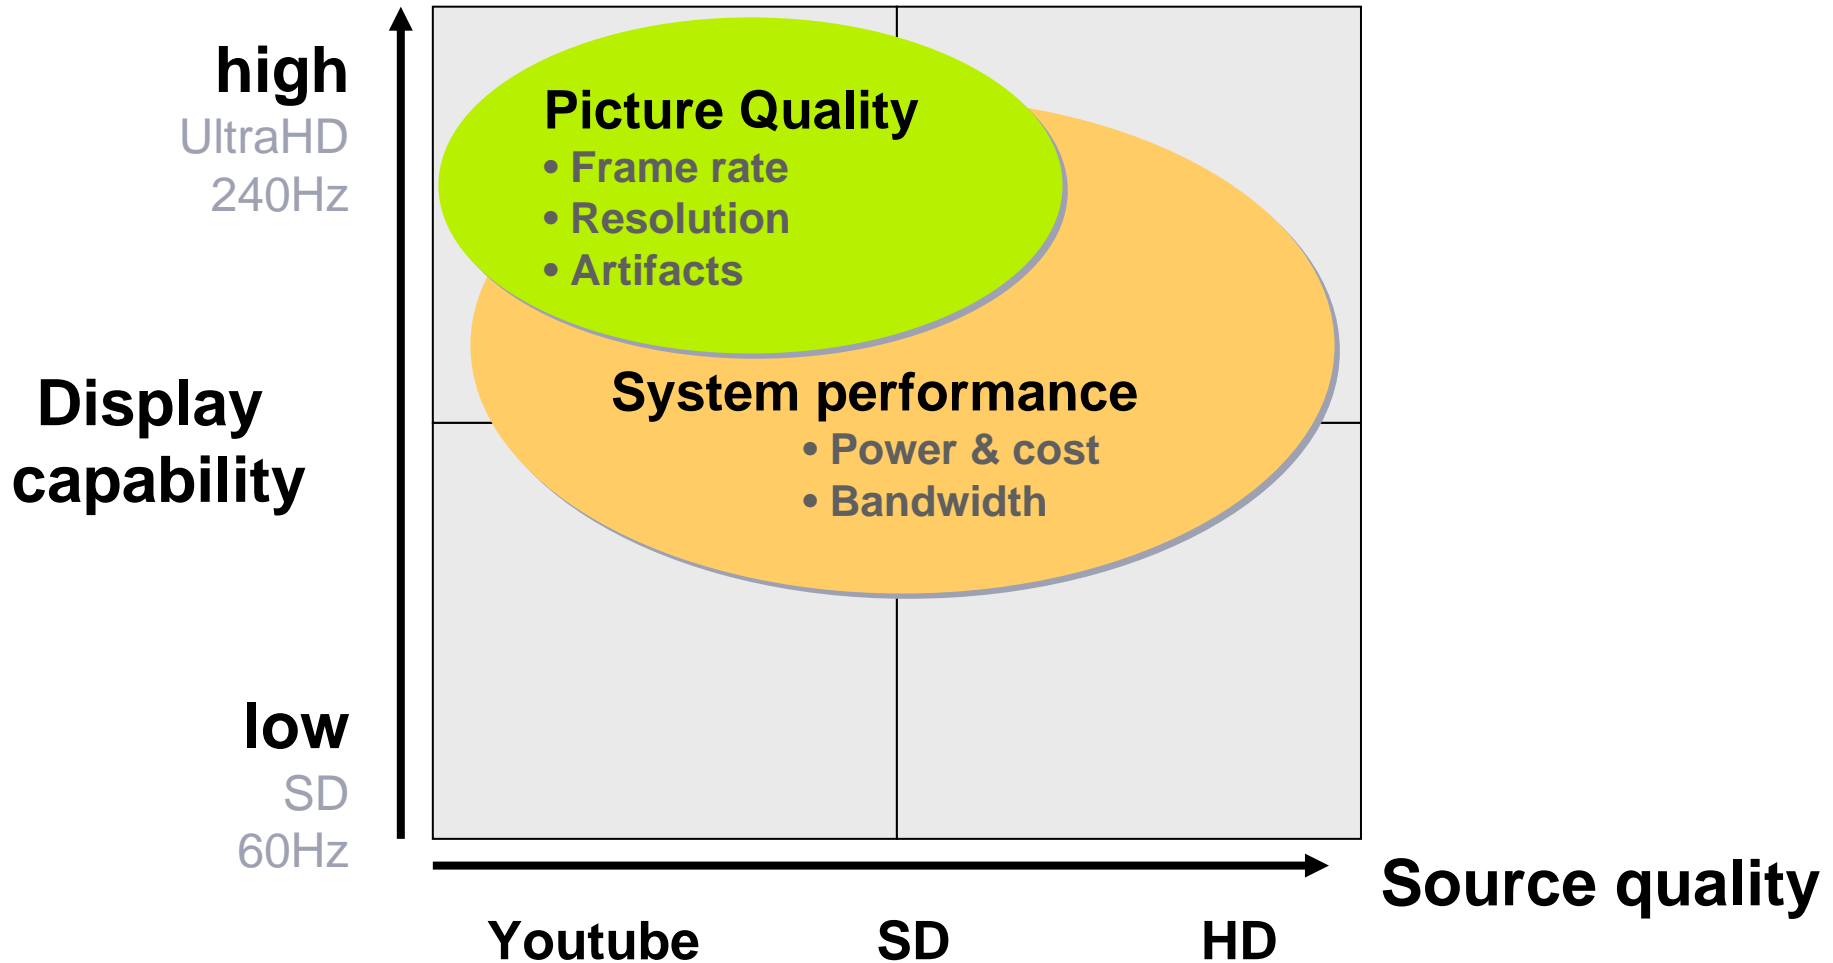 high
UltraHD
240Hz
Picture Quality
• Frame rate
• Resolution
• Artifacts
Display
capability
System performance
• Power & cost
• Bandwidth
low
SD
60Hz
Source quality
Youtube SD HD